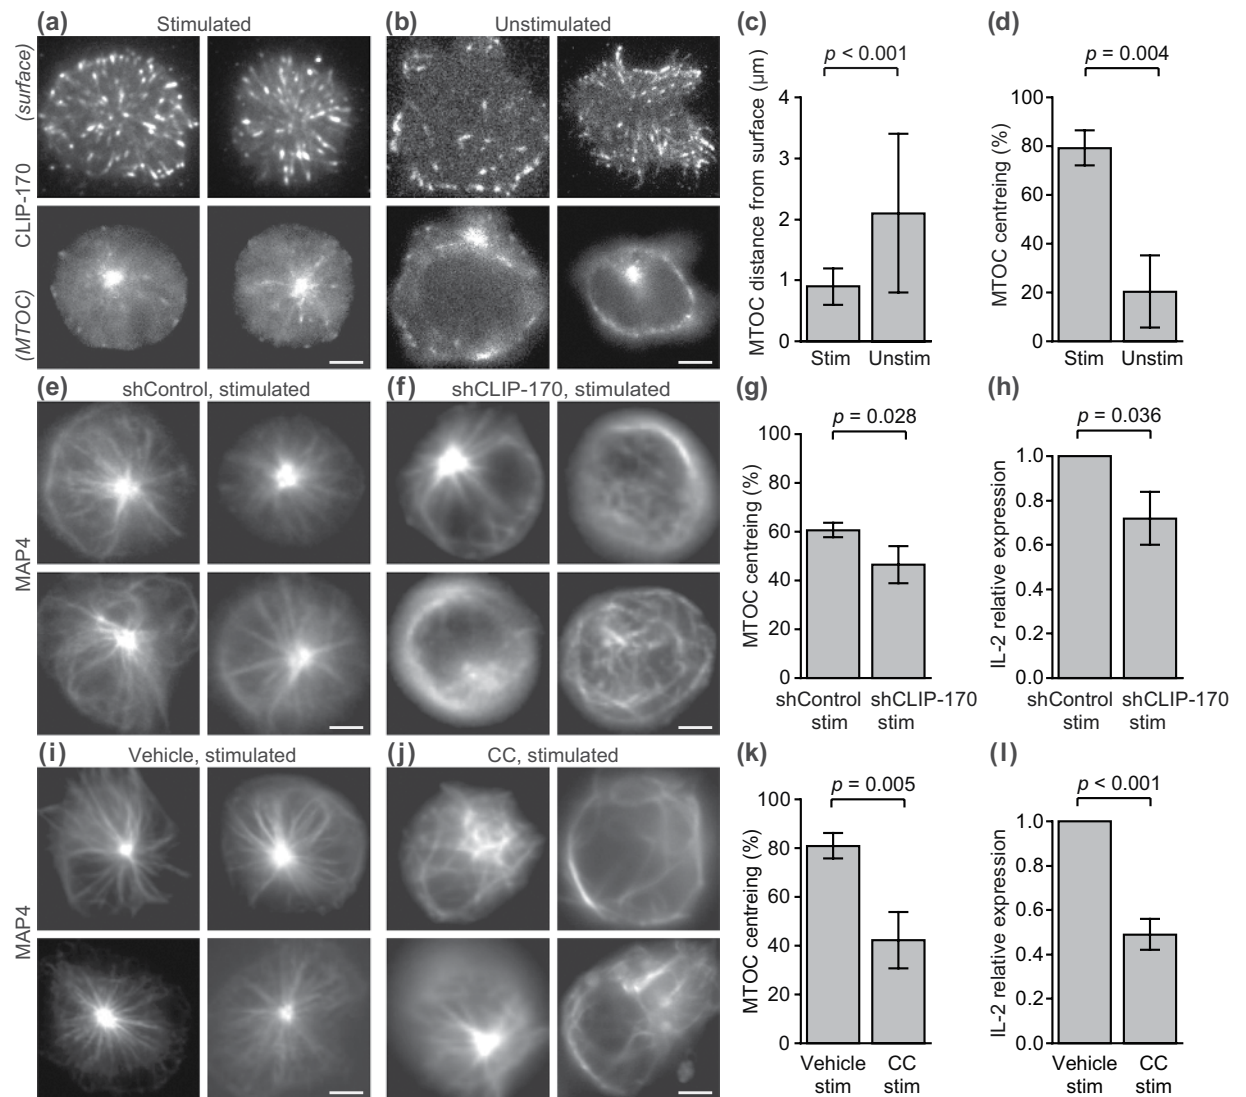 (a) Stimulated
(b) Unstimulated
(c)
(d)
(surface)
CLIP-170
(MTOC)
p < 0.001
MTOC distance from surface (µm)
4
3
2
1
0
Stim Unstim
p = 0.004
MTOC centreing (%)
100
80
60
40
20
0
Stim Unstim
(e) shControl, stimulated
(f) shCLIP-170, stimulated
(g)
(h)
MAP4
p = 0.028
MTOC centreing (%)
100
80
60
40
20
0
shControl shCLIP-170
stim stim
p = 0.036
IL-2 relative expression
1.0
0.8
0.6
0.4
0.2
0.0
shControl shCLIP-170
stim stim
(i) Vehicle, stimulated
(j) CC, stimulated
(k)
(l)
MAP4
p = 0.005
MTOC centreing (%)
100
80
60
40
20
0
Vehicle CC
stim stim
p < 0.001
IL-2 relative expression
1.0
0.8
0.6
0.4
0.2
0.0
Vehicle CC
stim stim